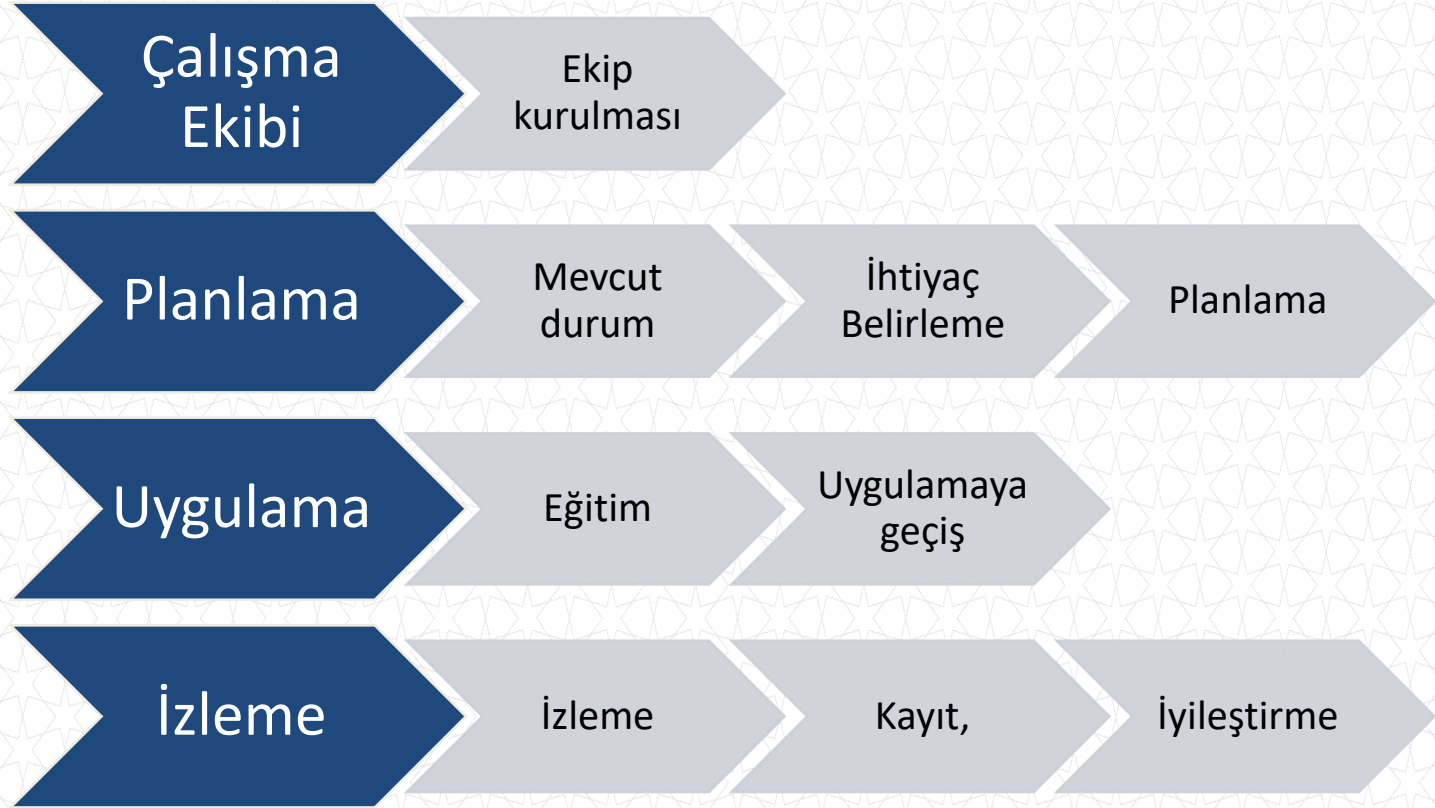 Çalışma
Ekibi
Ekip
kurulması
Planlama
Mevcut
durum
İhtiyaç
Belirleme
Planlama
Uygulama
Eğitim
Uygulamaya
geçiş
İzleme
İzleme
Kayıt,
İyileştirme